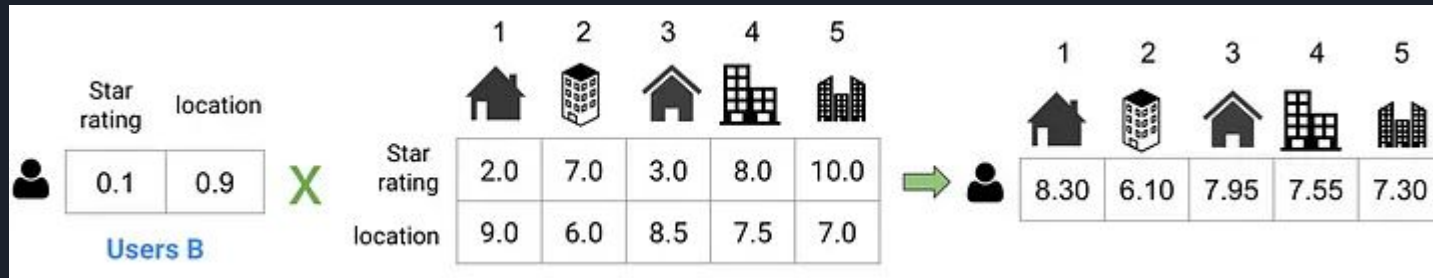 Star
rating
location
0.1 0.9
Users B
X
1 2 3 4 5
Star
rating
2.0 7.0 3.0 8.0 10.0
location
9.0 6.0 8.5 7.5 7.0
1 2 3 4 5
8.30 6.10 7.95 7.55 7.30